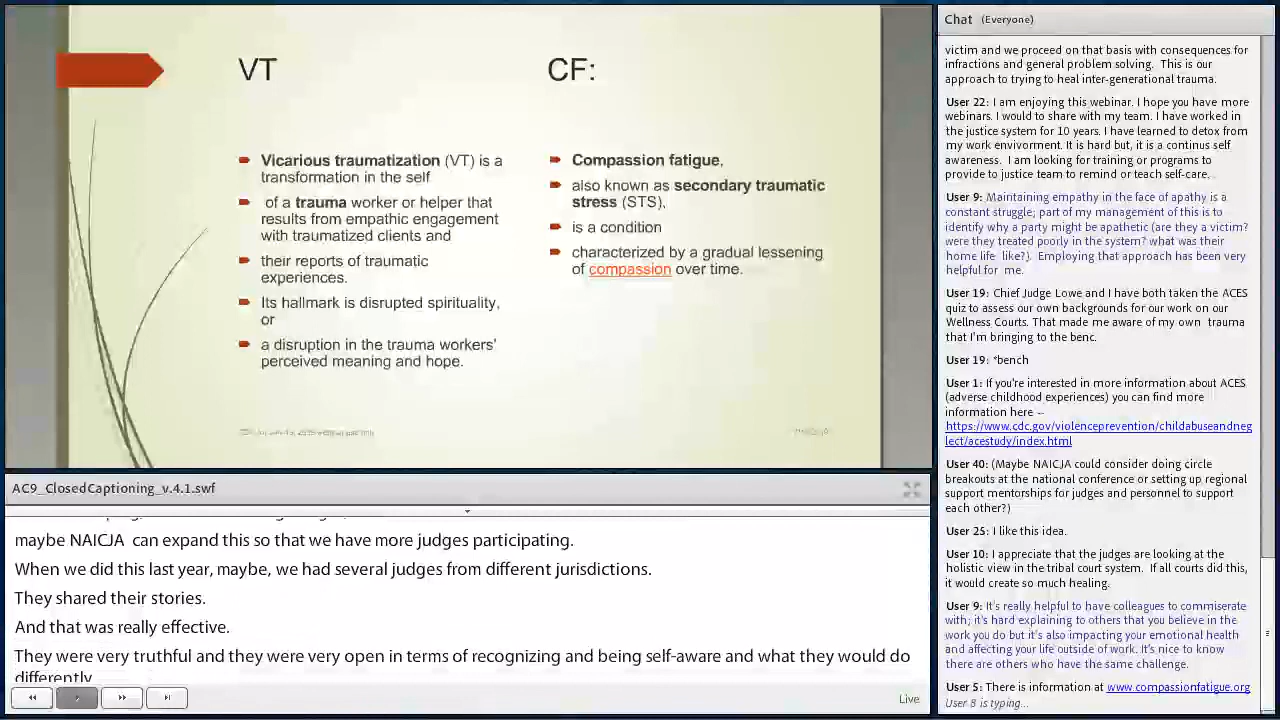 VT
CF:
Vicarious traumatization (VT) is a
transformation in the self
of a trauma worker or helper that
results from empathic engagement
with traumatized clients and
their reports of traumatic
experiences.
Its hallmark is disrupted spirituality,
or
a disruption in the trauma workers'
perceived meaning and hope.
Compassion fatigue,
also known as secondary traumatic
stress (STS),
is a condition
characterized by a gradual lessening
of compassion over time.
AC9_ClosedCaptioning_v.4.1.swf
maybe NAICJA can expand this so that we have more judges participating.
When we did this last year, maybe, we had several judges from different jurisdictions.
They shared their stories.
And that was really effective.
They were very truthful and they were very open in terms of recognizing and being self-aware and what they would do
differently
Live
Chat (Everyone)
victim and we proceed on that basis with consequences for
infractions and general problem solving. This is our
approach to trying to heal inter-generational trauma.
User 22: I am enjoying this webinar. I hope you have more
webinars. I would to share with my team. I have worked in
the justice system for 10 years. I have learned to detox from
my work envivorment. It is hard but, it is a continus self
awareness. I am looking for training or programs to
provide to justice team to remind or teach self-care.
User 9: Maintaining empathy in the face of apathy is a
constant struggle; part of my management of this is to
identify why a party might be apathetic (are they a victim?
were they treated poorly in the system? what was their
home life like?). Employing that approach has been very
helpful for me.
User 19: Chief Judge Lowe and I have both taken the ACES
quiz to assess our own backgrounds for our work on our
Wellness Courts. That made me aware of my own trauma
that I'm bringing to the benc.
User 19: *bench
User 1: If you're interested in more information about ACES
(adverse childhood experiences) you can find more
information here --
https://www.cdc.gov/violenceprevention/childabuseandneg
lect/acestudy/index.html
User 40: (Maybe NAICJA could consider doing circle
breakouts at the national conference or setting up regional
support mentorships for judges and personnel to support
each other?)
User 25: I like this idea.
User 10: I appreciate that the judges are looking at the
holistic view in the tribal court system. If all courts did this,
it would create so much healing.
User 9: It's really helpful to have colleagues to commiserate
with; it's hard explaining to others that you believe in the
work you do but it's also impacting your emotional health
and affecting your life outside of work. It's nice to know
there are others who have the same challenge.
User 5: There is information at www.compassionfatigue.org
User 8 is typing...